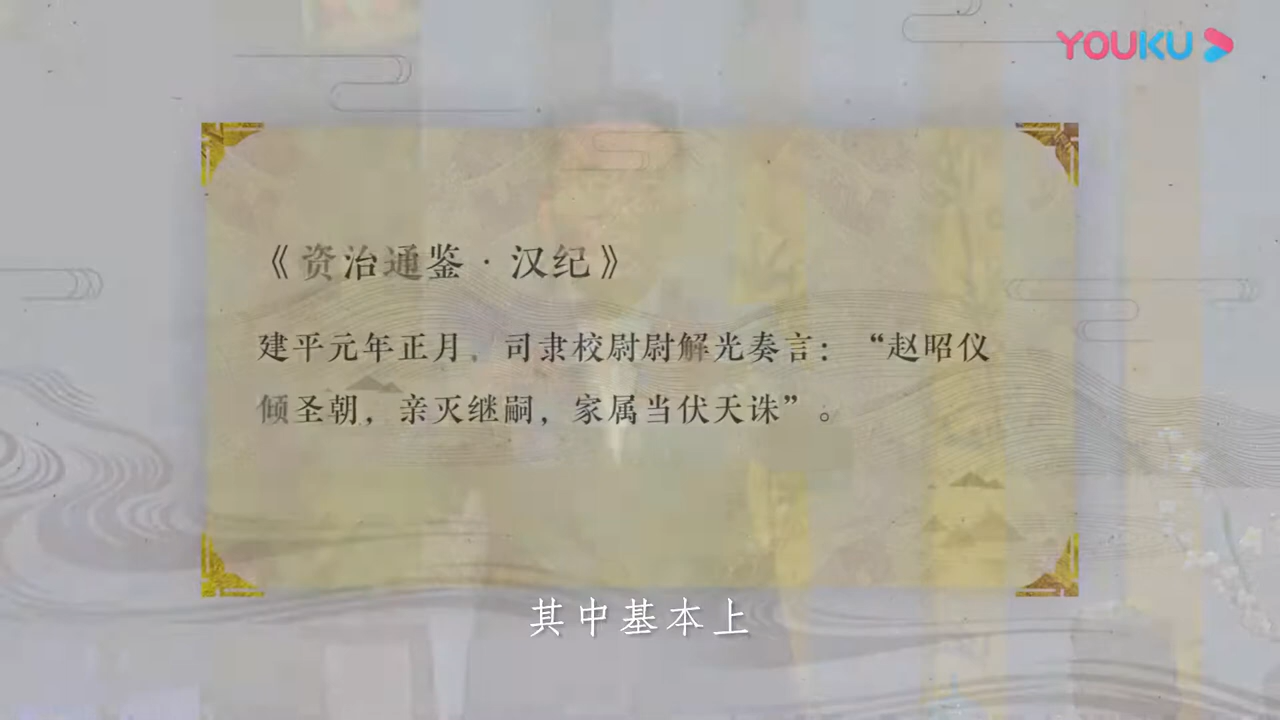 YOUKU
《资治通鉴·汉纪》
建平元年正月。司隶校尉尉解光奏言：“赵昭仪
倾圣朝，亲灭继嗣，家属当伏天诛”。
其中基本上